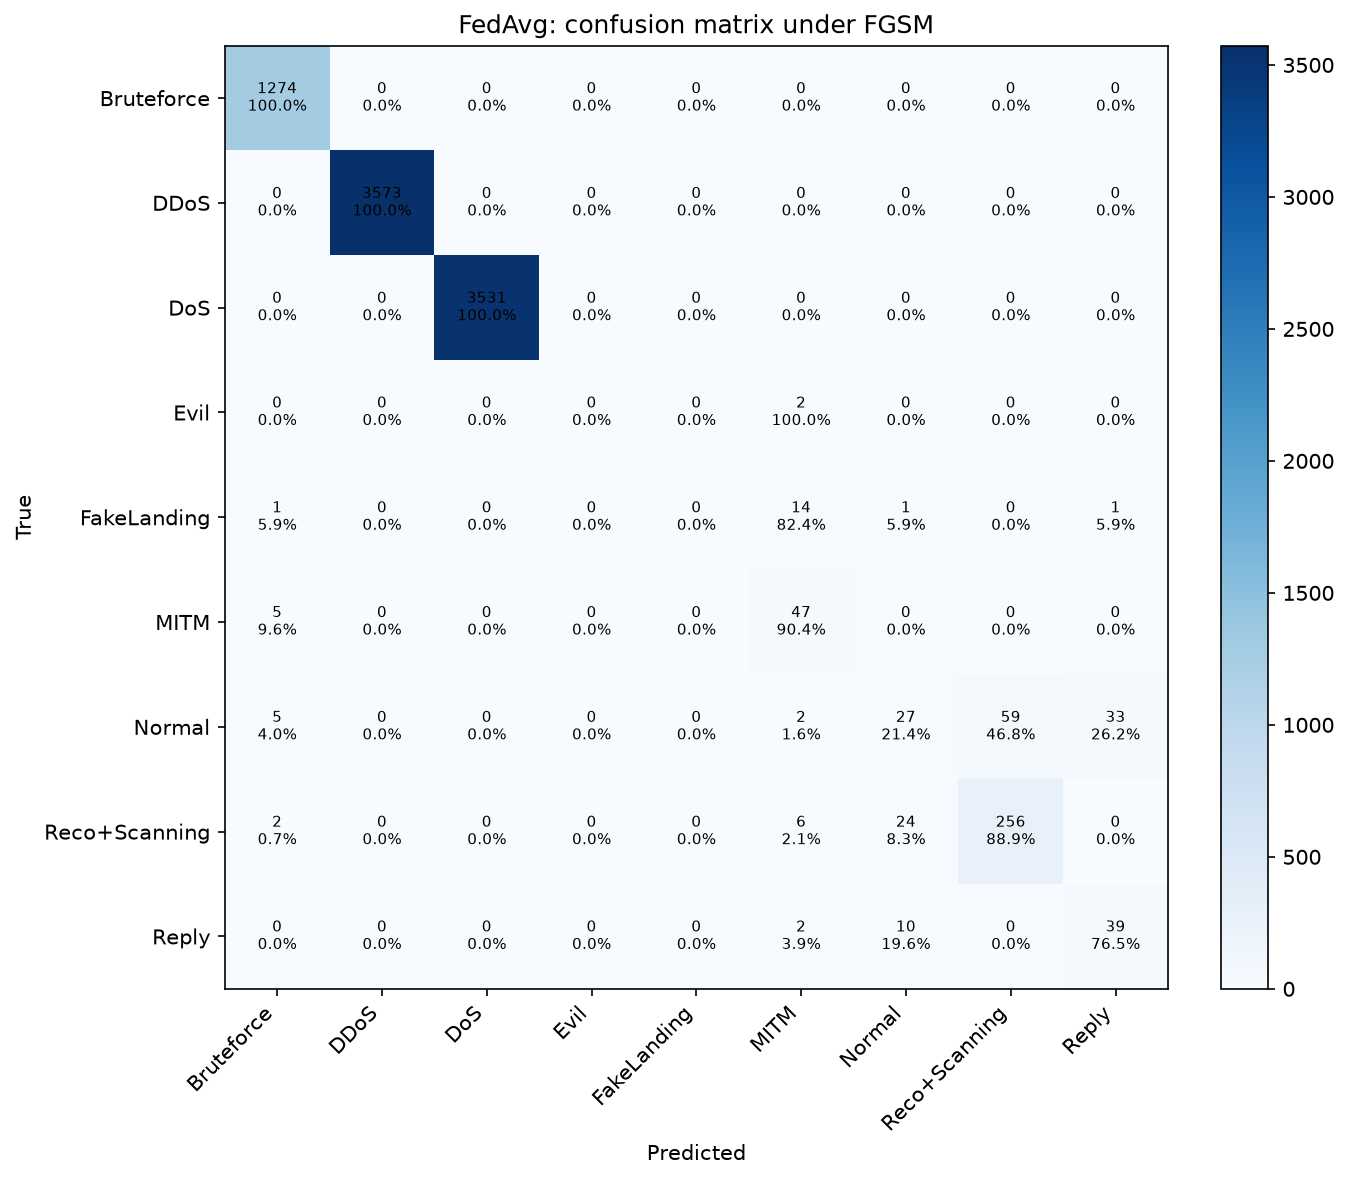 FedAvg: confusion matrix under FGSM
True
Bruteforce
1274 0 0 0 0 0 0 0 0
100.0% 0.0% 0.0% 0.0% 0.0% 0.0% 0.0% 0.0% 0.0%
DDoS
0 3573 0 0 0 0 0 0 0
0.0% 100.0% 0.0% 0.0% 0.0% 0.0% 0.0% 0.0% 0.0%
DoS
0 0 3531 0 0 0 0 0 0
0.0% 0.0% 100.0% 0.0% 0.0% 0.0% 0.0% 0.0% 0.0%
Evil
0 0 0 0 0 2 0 0 0
0.0% 0.0% 0.0% 0.0% 0.0% 100.0% 0.0% 0.0% 0.0%
FakeLanding
1 0 0 0 0 14 1 0 1
5.9% 0.0% 0.0% 0.0% 0.0% 82.4% 5.9% 0.0% 5.9%
MITM
5 0 0 0 0 47 0 0 0
9.6% 0.0% 0.0% 0.0% 0.0% 90.4% 0.0% 0.0% 0.0%
Normal
5 0 0 0 0 2 27 59 33
4.0% 0.0% 0.0% 0.0% 0.0% 1.6% 21.4% 46.8% 26.2%
Reco+Scanning
2 0 0 0 0 6 24 256 0
0.7% 0.0% 0.0% 0.0% 0.0% 2.1% 8.3% 88.9% 0.0%
Reply
0 0 0 0 0 2 10 0 39
0.0% 0.0% 0.0% 0.0% 0.0% 3.9% 19.6% 0.0% 76.5%
Bruteforce
DDoS
DoS
Evil
FakeLanding
MITM
Normal
Reco+Scanning
Reply
Predicted
3500
3000
2500
2000
1500
1000
500
0